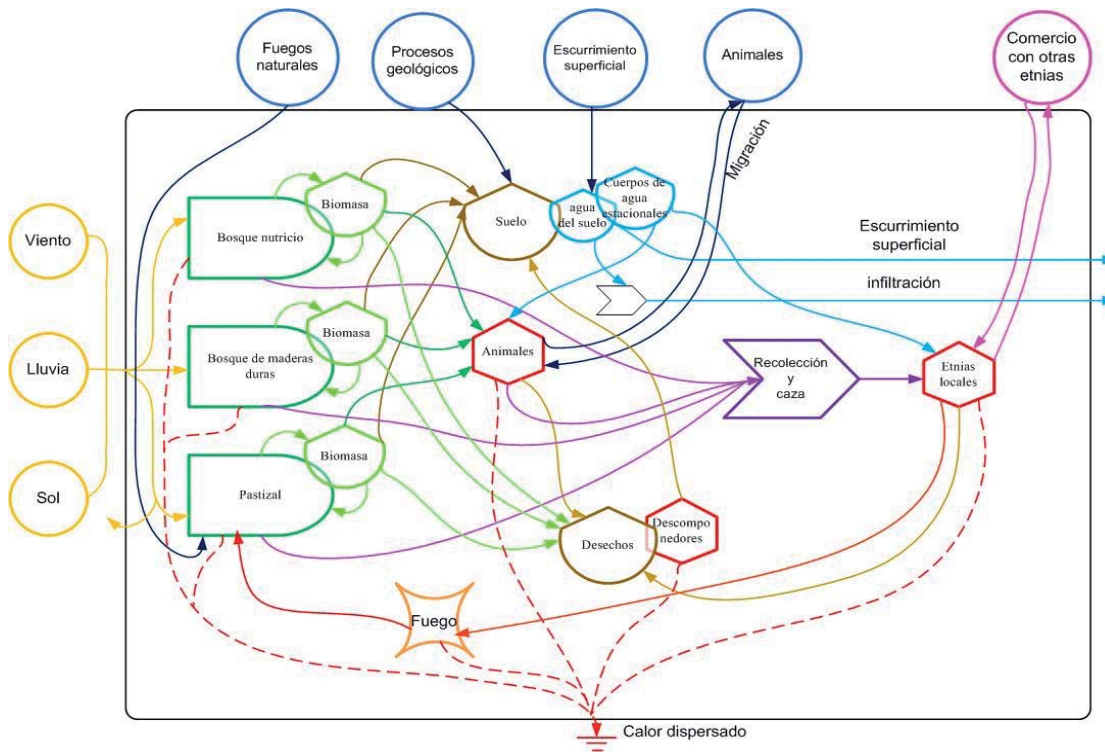 Fuegos
naturales
Procesos
geológicos
Escurrimiento
superficial
Animales
Comercio
con otras
etnias
Migración
Viento
Lluvia
Sol
Bosque nutricio
Biomasa
Bosque de maderas
duras
Biomasa
Pastizal
Biomasa
Suelo
agua
del suelo
Cuerpos de
agua
estacionales
Escurrimiento
superficial
infiltración
Animales
Recolección
y
caza
Etnias
locales
Desechos
Descompo
nedores
Fuego
Calor dispersado